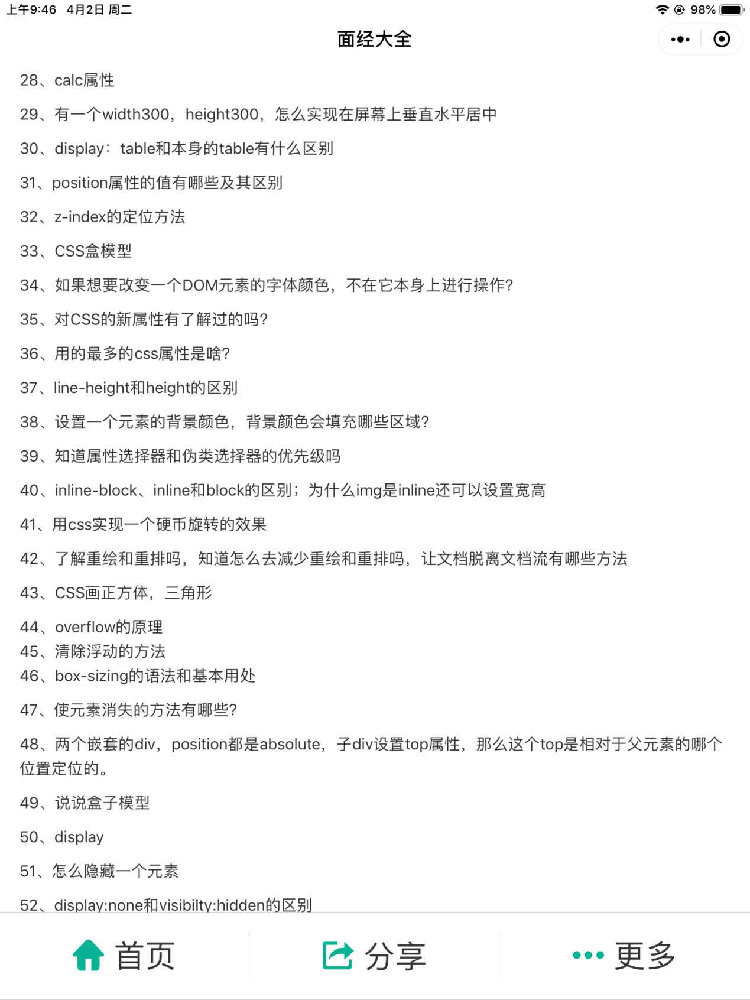 上午9:46 4月2日 周二 98%
面经大全
28、calc属性
29、有一个width300，height300，怎么实现在屏幕上垂直水平居中
30、display：table和本身的table有什么区别
31、position属性的值有哪些及其区别
32、z-index的定位方法
33、CSS盒模型
34、如果想要改变一个DOM元素的字体颜色，不在它本身上进行操作？
35、对CSS的新属性有了解过的吗？
36、用的最多的css属性是啥？
37、line-height和height的区别
38、设置一个元素的背景颜色，背景颜色会填充哪些区域？
39、知道属性选择器和伪类选择器的优先级吗
40、inline-block、inline和block的区别；为什么img是inline还可以设置宽高
41、用css实现一个硬币旋转的效果
42、了解重绘和重排吗，知道怎么去减少重绘和重排吗，让文档脱离文档流有哪些方法
43、CSS画正方体，三角形
44、overflow的原理
45、清除浮动的方法
46、box-sizing的语法和基本用处
47、使元素消失的方法有哪些？
48、两个嵌套的div，position都是absolute，子div设置top属性，那么这个top是相对于父元素的哪个
位置定位的。
49、说说盒子模型
50、display
51、怎么隐藏一个元素
52、display:none和visibilty:hidden的区别
首页 分享 更多